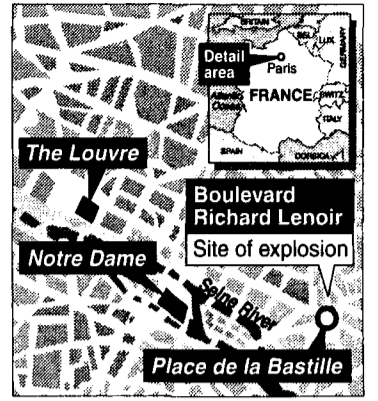 BRITAIN
BEL.
LUX.
GERMANY
Detail
area
Paris
Atlantic
Ocean
FRANCE
SWITZ.
ITALY
SPAIN
CORSICA
The Louvre
Boulevard
Richard Lenoir
Site of explosion
Notre Dame
Seine River
Place de la Bastille